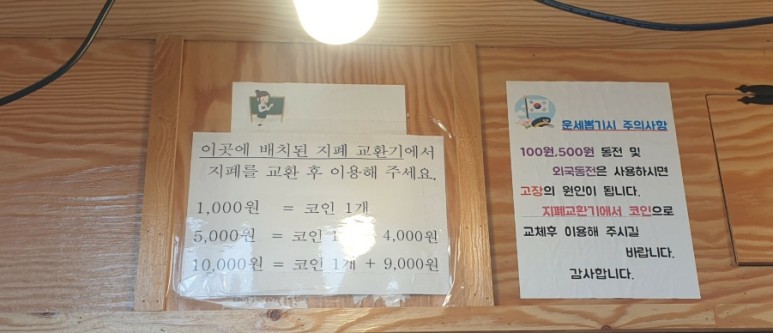 이곳에 배치된 지폐 교환기에서
지폐를 교환 후 이용해 주세요.
1,000원 = 코인 1개
5,000원 = 코인 4,000원
10,000원 = 코인 1개 + 9,000원
운세뽑기시 주의사항
100원,500원 동전 및
외국동전은 사용하시면
고장의 원인이 됩니다.
지폐교환기에서 코인으로
교체후 이용해 주시길
바랍니다.
감사합니다.